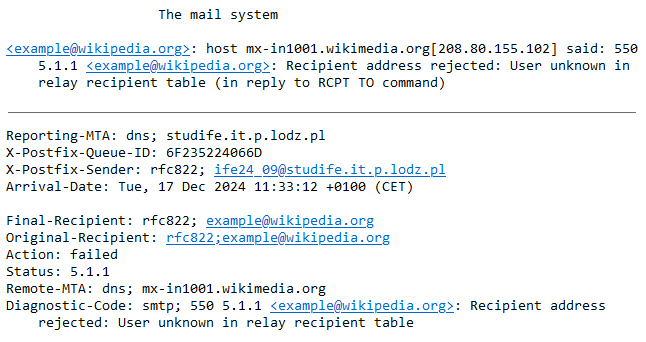 The mail system
<example@wikipedia.org>: host mx-in1001.wikimedia.org[208.80.155.102] said: 550
5.1.1 <example@wikipedia.org>: Recipient address rejected: User unknown in
relay recipient table (in reply to RCPT TO command)
Reporting-MTA: dns; studife.it.p.lodz.pl
X-Postfix-Queue-ID: 6F235224066D
X-Postfix-Sender: rfc822; ife24_09@studife.it.p.lodz.pl
Arrival-Date: Tue, 17 Dec 2024 11:33:12 +0100 (CET)
Final-Recipient: rfc822; example@wikipedia.org
Original-Recipient: rfc822;example@wikipedia.org
Action: failed
Status: 5.1.1
Remote-MTA: dns; mx-in1001.wikimedia.org
Diagnostic-Code: smtp; 550 5.1.1 <example@wikipedia.org>: Recipient address
rejected: User unknown in relay recipient table